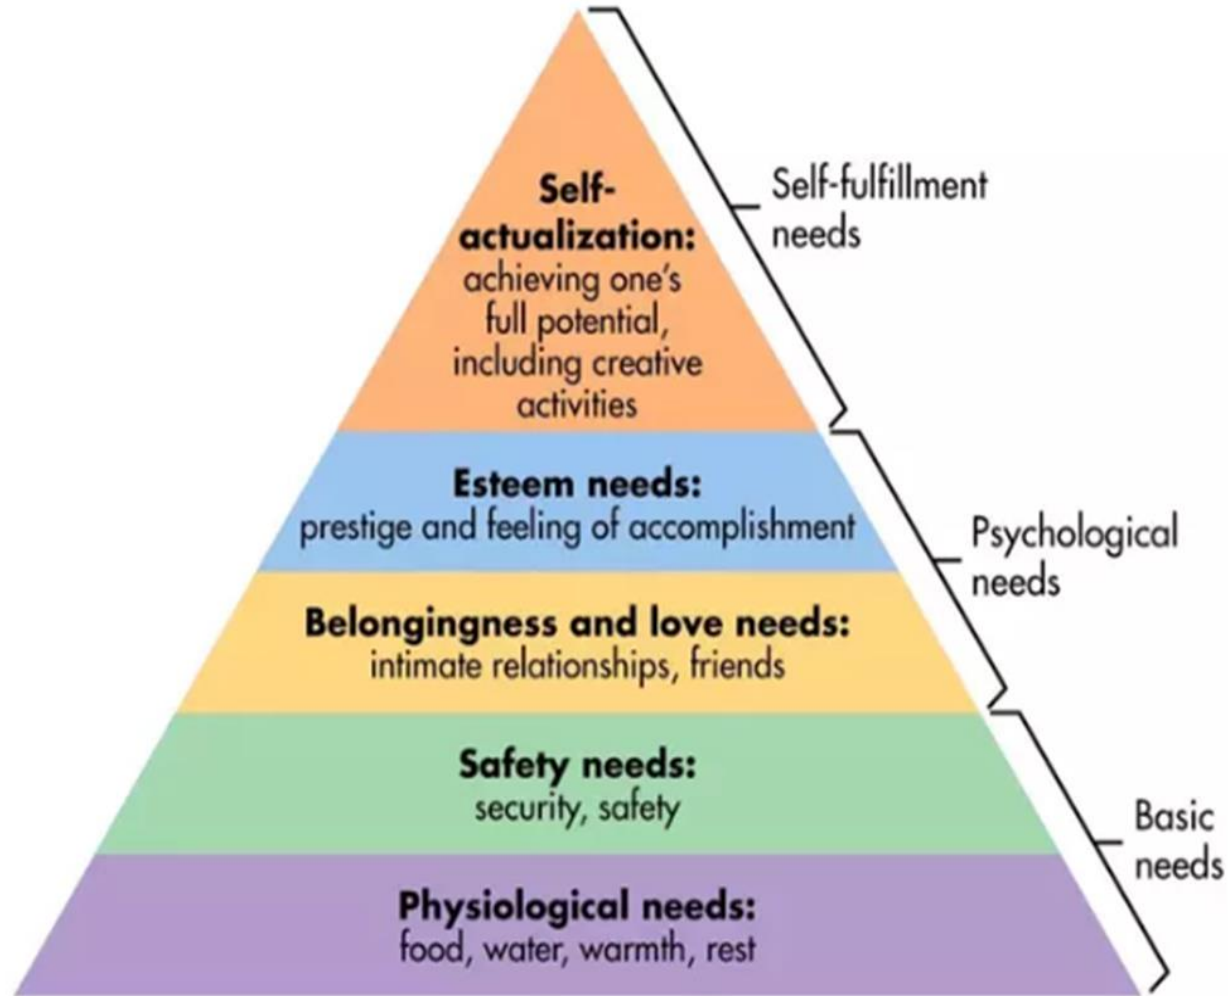 Self-
actualization:
achieving one's
full potential,
including creative
activities
Self-fulfillment
needs
Esteem needs:
prestige and feeling of accomplishment
Belongingness and love needs:
intimate relationships, friends
Psychological
needs
Safety needs:
security, safety
Physiological needs:
food, water, warmth, rest
Basic
needs